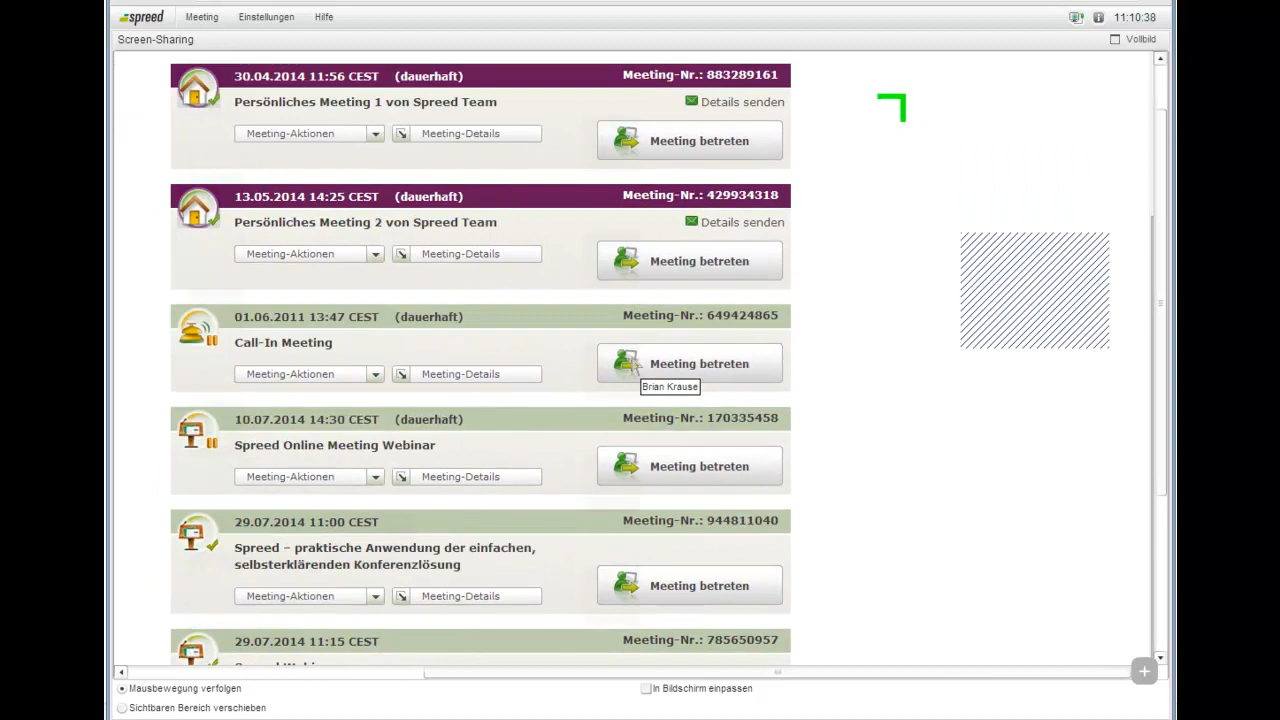 spreed Meeting Einstellungen Hilfe 11:10:38
Screen-Sharing Vollbild
30.04.2014 11:56 CEST (dauerhaft) Meeting-Nr.: 883289161
Persönliches Meeting 1 von Spreed Team Details senden
Meeting-Aktionen Meeting-Details Meeting betreten
13.05.2014 14:25 CEST (dauerhaft) Meeting-Nr.: 429934318
Persönliches Meeting 2 von Spreed Team Details senden
Meeting-Aktionen Meeting-Details Meeting betreten
01.06.2011 13:47 CEST (dauerhaft) Meeting-Nr.: 649424865
Call-In Meeting
Meeting-Aktionen Meeting-Details Meeting betreten
Brian Krause
10.07.2014 14:30 CEST (dauerhaft) Meeting-Nr.: 170335458
Spreed Online Meeting Webinar
Meeting-Aktionen Meeting-Details Meeting betreten
29.07.2014 11:00 CEST Meeting-Nr.: 944811040
Spreed – praktische Anwendung der einfachen,
selbsterklärenden Konferenzlösung
Meeting-Aktionen Meeting-Details Meeting betreten
29.07.2014 11:15 CEST Meeting-Nr.: 785650957
Mausbewegung verfolgen In Bildschirm einpassen
Sichtbaren Bereich verschieben